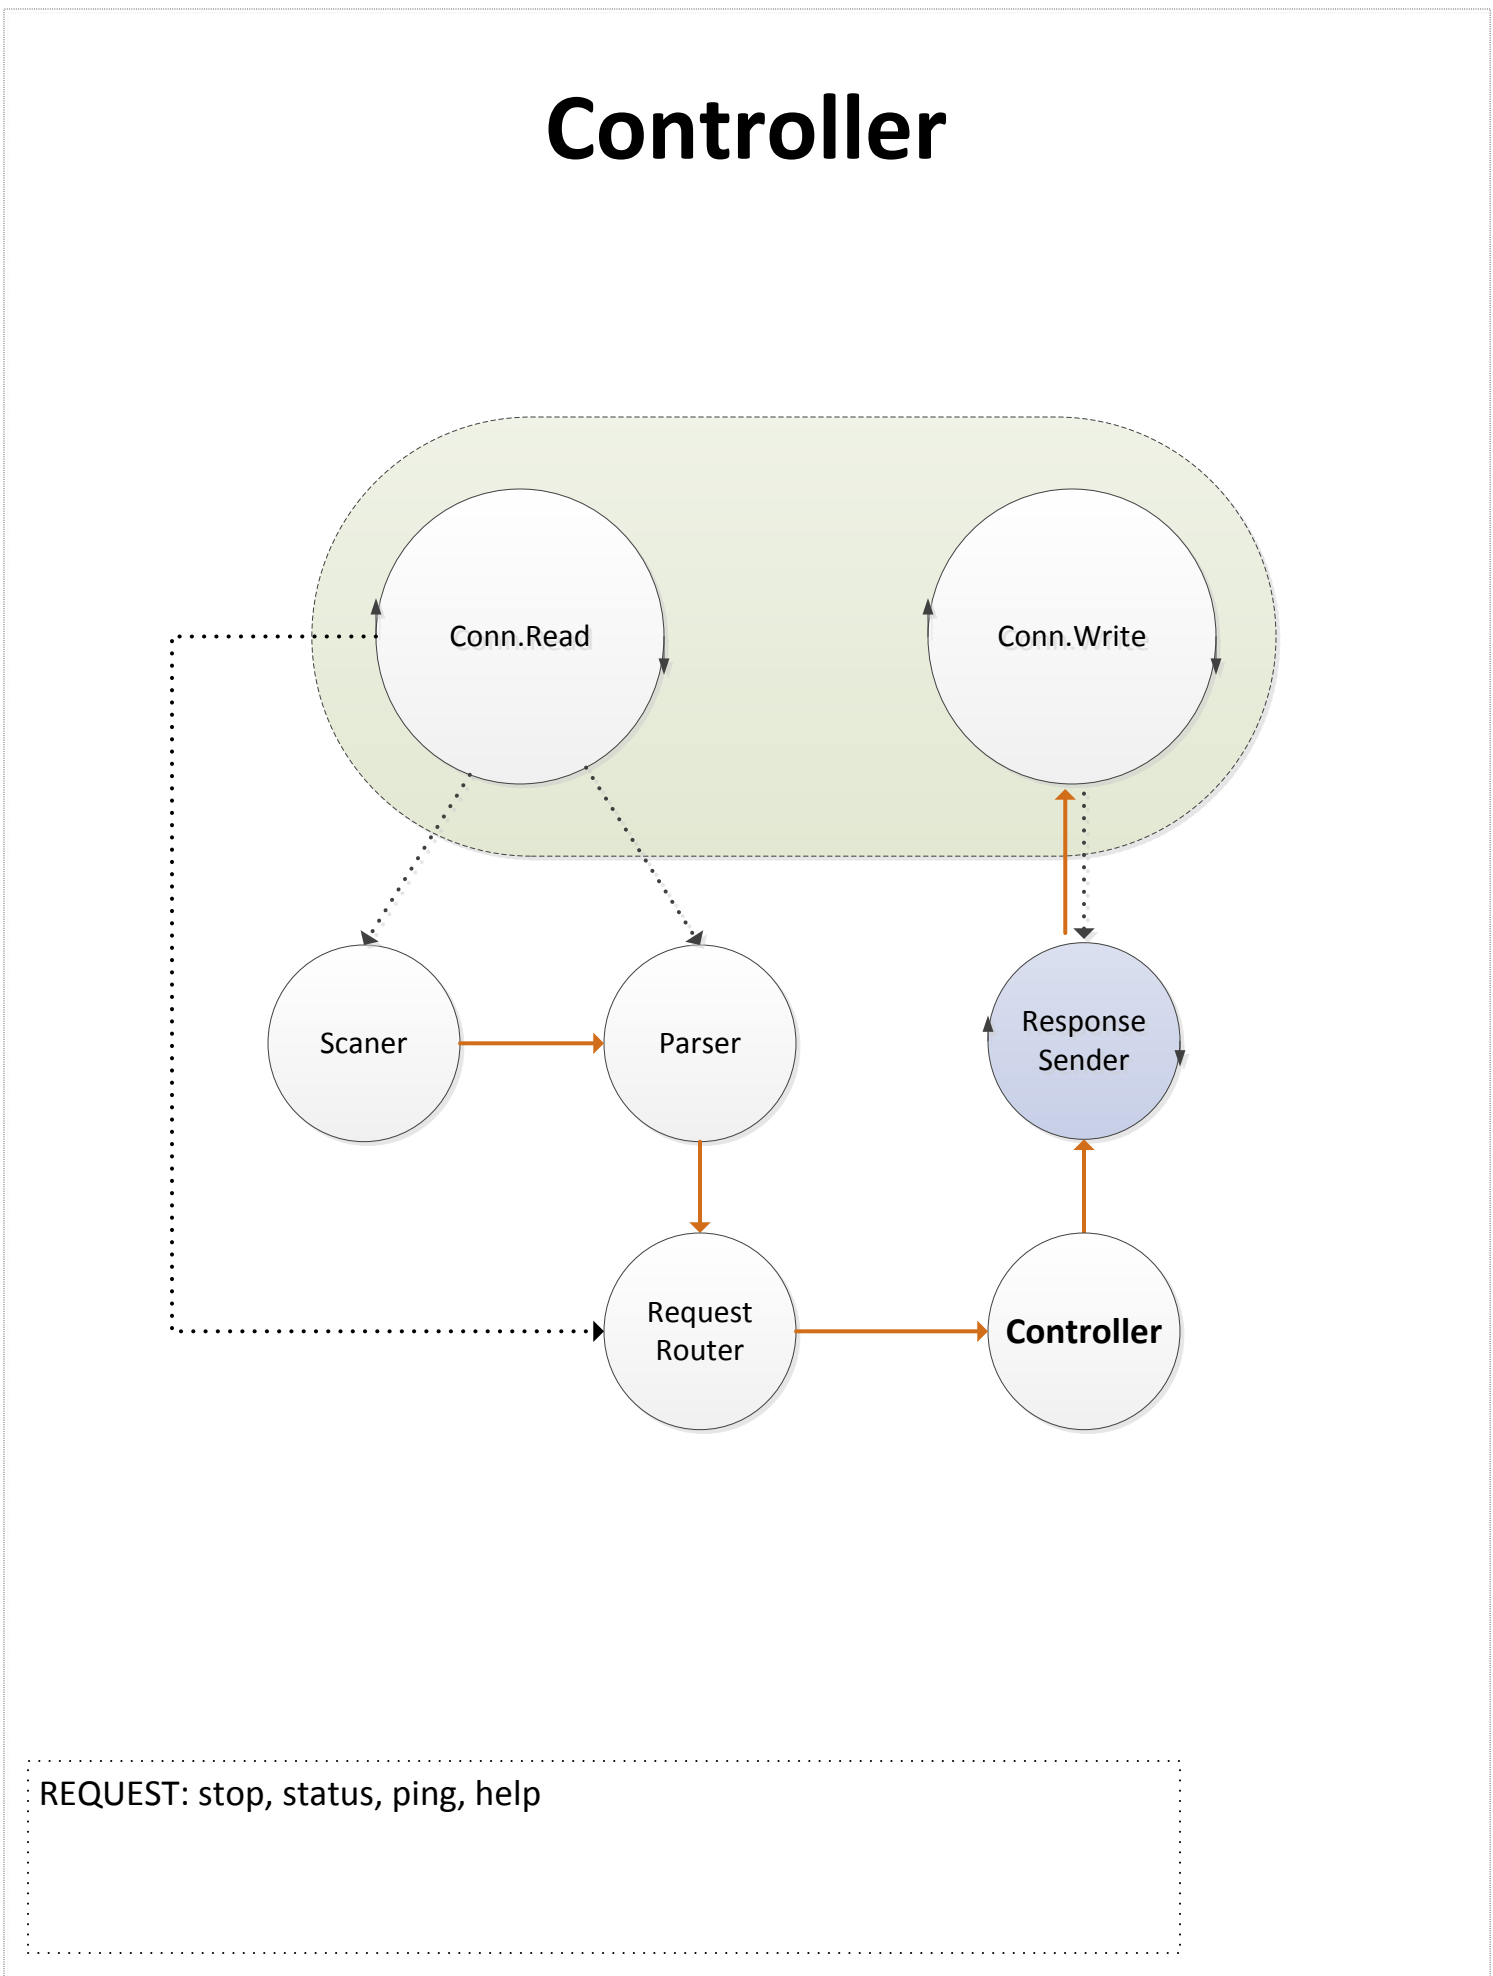 Controller
Conn.Read
Conn.Write
Scaner
Parser
Response
Sender
Request
Router
Controller
REQUEST: stop, status, ping, help